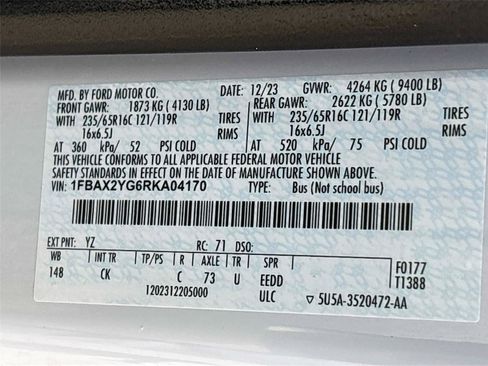 MFD. BY FORD MOTOR CO. 12/23 GVWR: 4264 KG ( 9400 LB)
FRONT GAWR: 1873 KG ( 4130 LB) REAR GAWR: 2622 KG ( 5780 LB)
WITH 235/65R16C 121/119R TIRES WITH 235/65R16C 121/119R TIRES
16x6.5J RIMS 16x6.5J RIMS
AT 360 kPa/ 52 PSI COLD AT 520 kPa/ 75 PSI COLD
THIS VEHICLE CONFORMS TO ALL APPLICABLE FEDERAL MOTOR VEHICLE
SAFETY STANDARDS IN EFFECT ON THE DATE OF MANUFACTURE SHOWN ABOVE.
VIN: 1FBAX2YG6RKA04170 TYPE: Bus (Not school bus)
EXT PNT: YZ RC: 71 DSO:
WB INT TR TP/PS R AXLE TR SPR F0177
148 CK C 73 U EEDD T1388
1202312205000 ULC ▽ 5U5A-3520472-AA